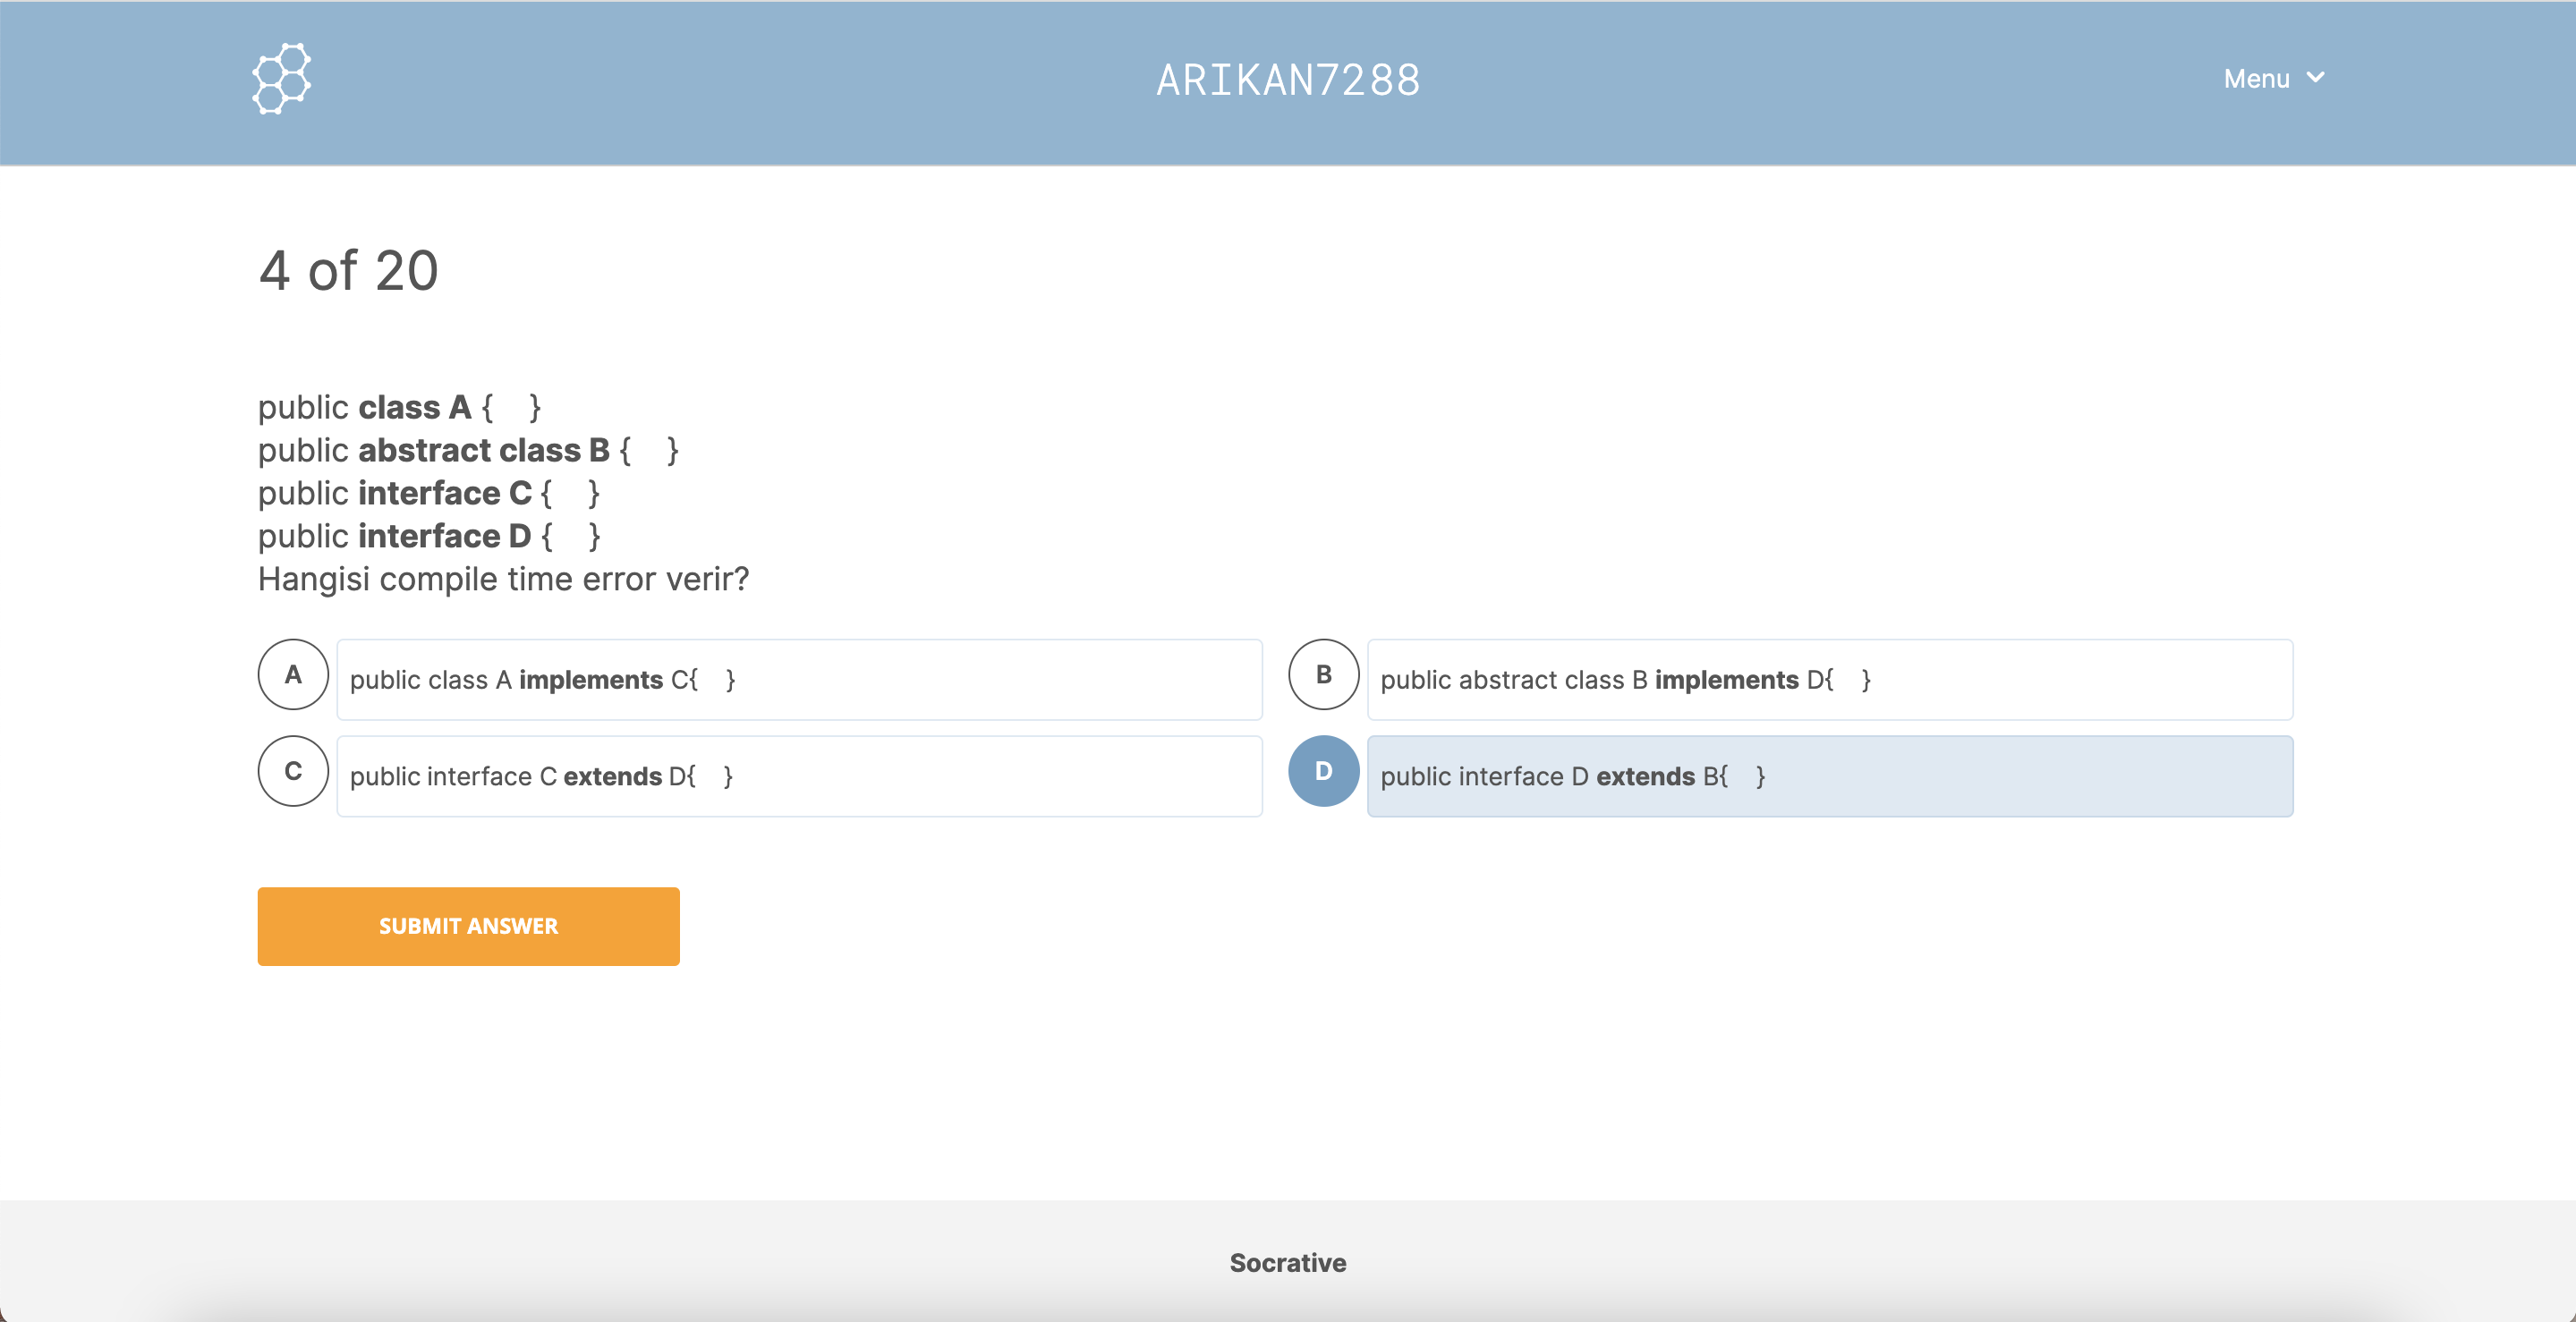 ARIKAN7288
Menu
4 of 20
public class A { }
public abstract class B { }
public interface C { }
public interface D { }
Hangisi compile time error verir?
A public class A implements C{ }
B public abstract class B implements D{ }
C public interface C extends D{ }
D public interface D extends B{ }
SUBMIT ANSWER
Socrative